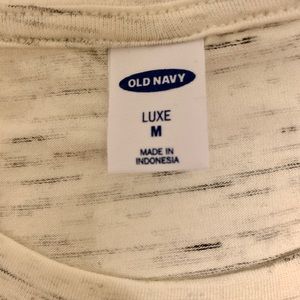 OLD NAVY
LUXE
M
MADE IN
INDONESIA